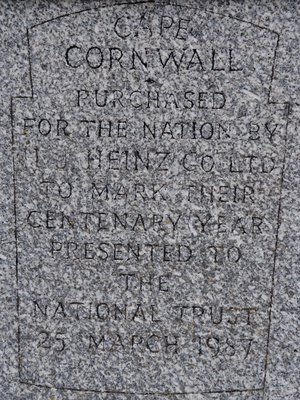 CAPE
CORNWALL
PURCHASED
FOR THE NATION BY
H.J. HEINZ CO LTD
TO MARK THEIR
CENTENARY YEAR
PRESENTED TO
THE
NATIONAL TRUST
25 MARCH 1987